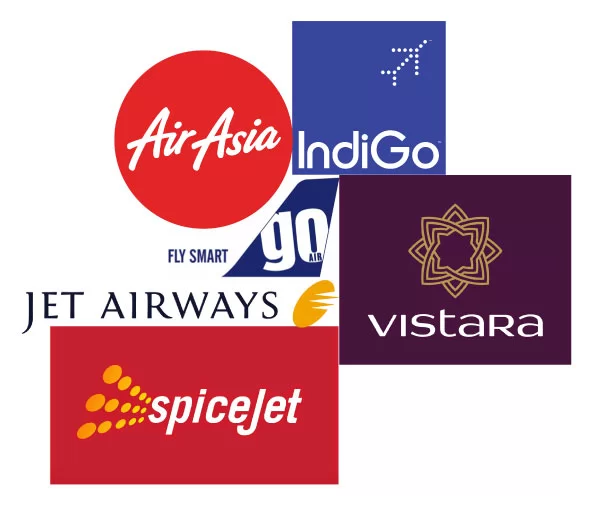 AirAsia
IndiGo
FLY SMART
go
AIR
JET AIRWAYS
VISTARA
spiceJet